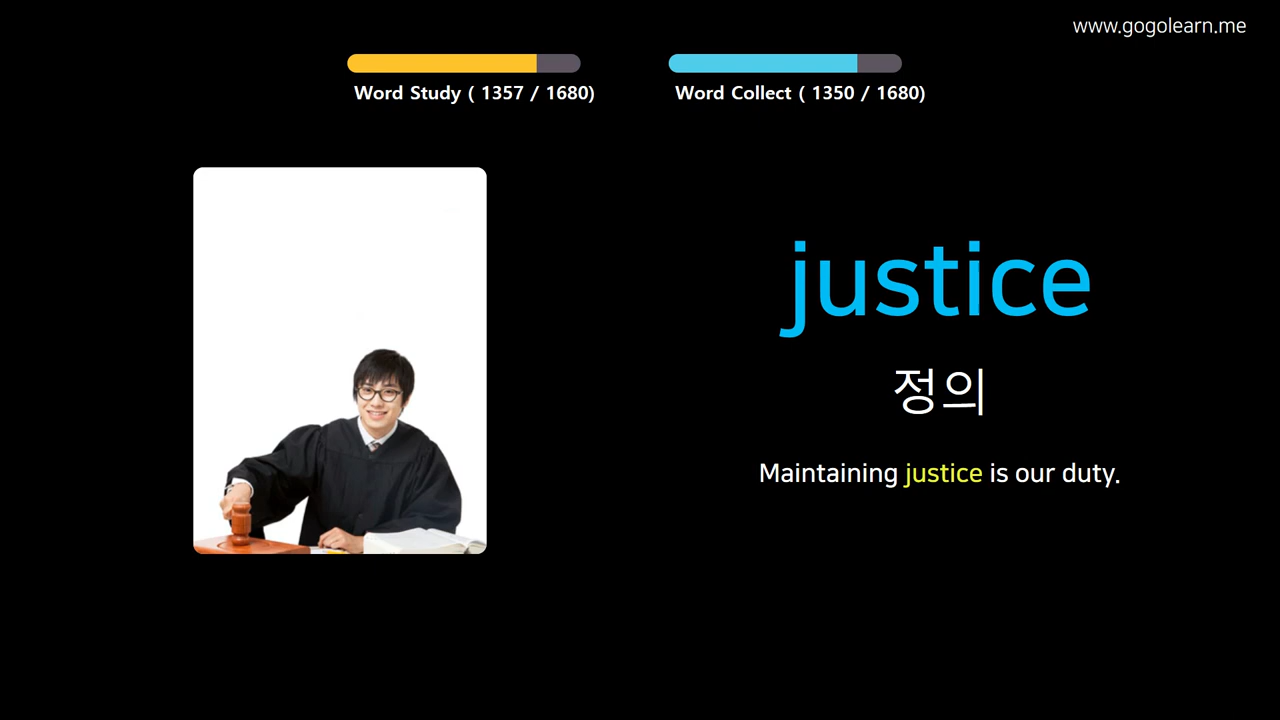 www.gogolearn.me
Word Study ( 1357 / 1680)
Word Collect ( 1350 / 1680)
justice
정의
Maintaining justice is our duty.